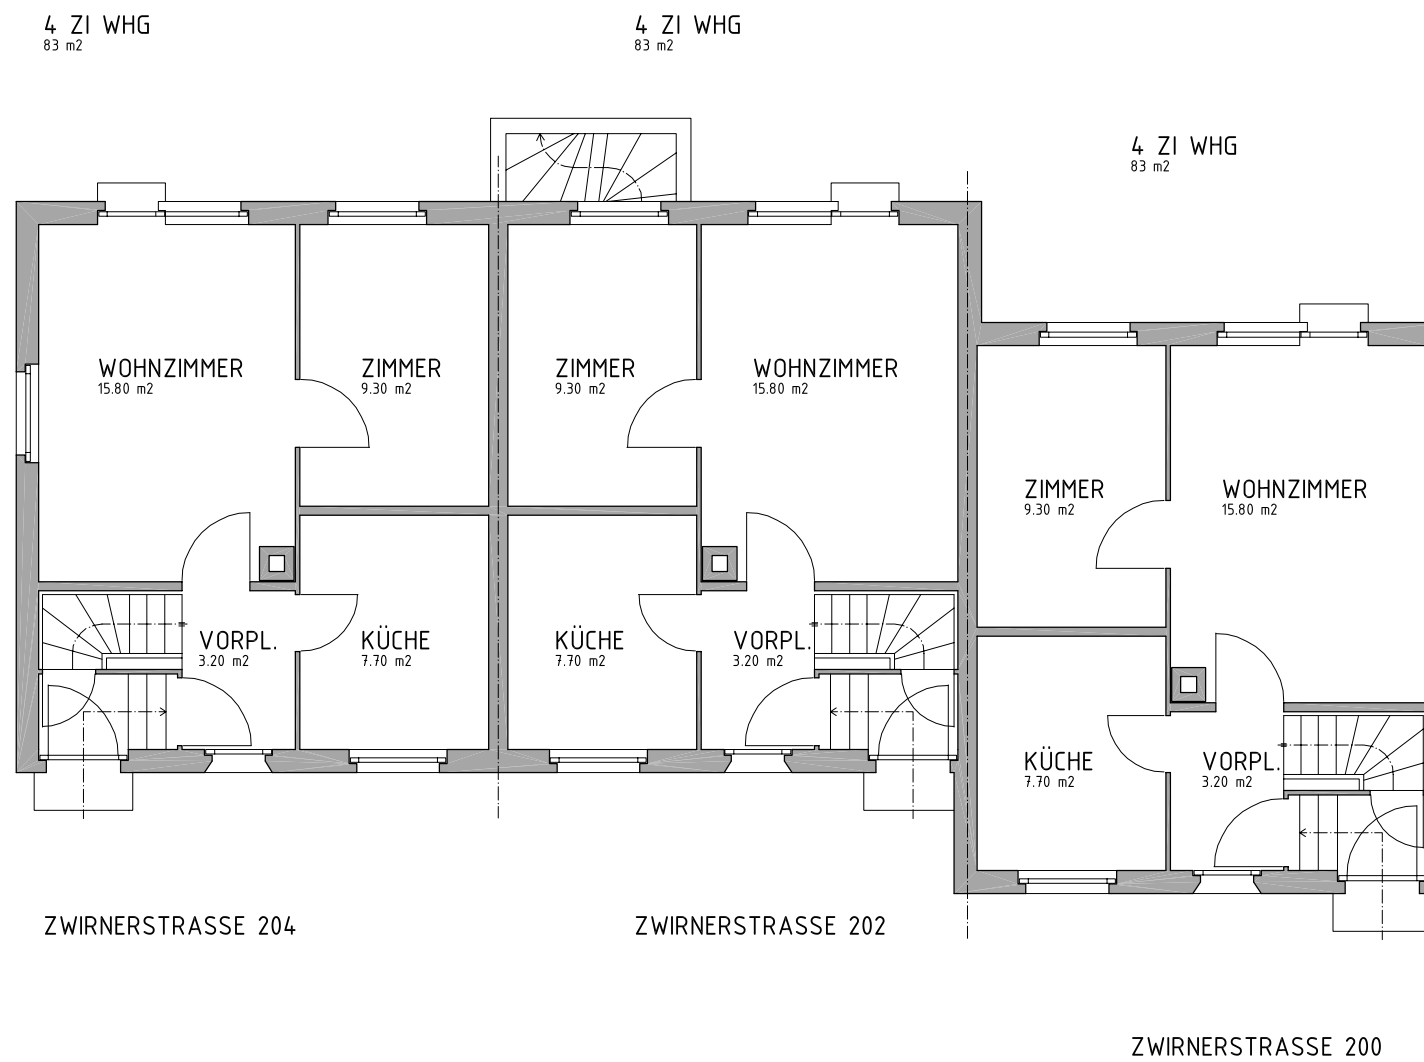 4 ZI WHG
83 m2
4 ZI WHG
83 m2
4 ZI WHG
83 m2
WOHNZIMMER
15.80 m2
ZIMMER
9.30 m2
ZIMMER
9.30 m2
WOHNZIMMER
15.80 m2
ZIMMER
9.30 m2
WOHNZIMMER
15.80 m2
VORPL.
3.20 m2
KÜCHE
7.70 m2
KÜCHE
7.70 m2
VORPL.
3.20 m2
KÜCHE
7.70 m2
VORPL.
3.20 m2
ZWIRNERSTRASSE 204
ZWIRNERSTRASSE 202
ZWIRNERSTRASSE 200